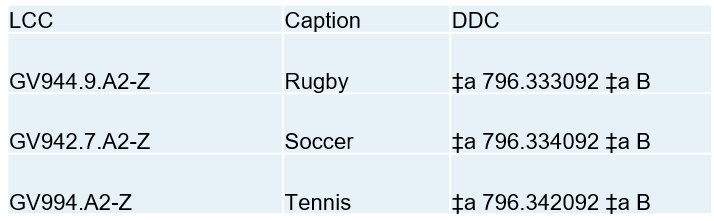 LCC Caption DDC
GV944.9.A2-Z Rugby ‡a 796.333092 ‡a B
GV942.7.A2-Z Soccer ‡a 796.334092 ‡a B
GV994.A2-Z Tennis ‡a 796.342092 ‡a B